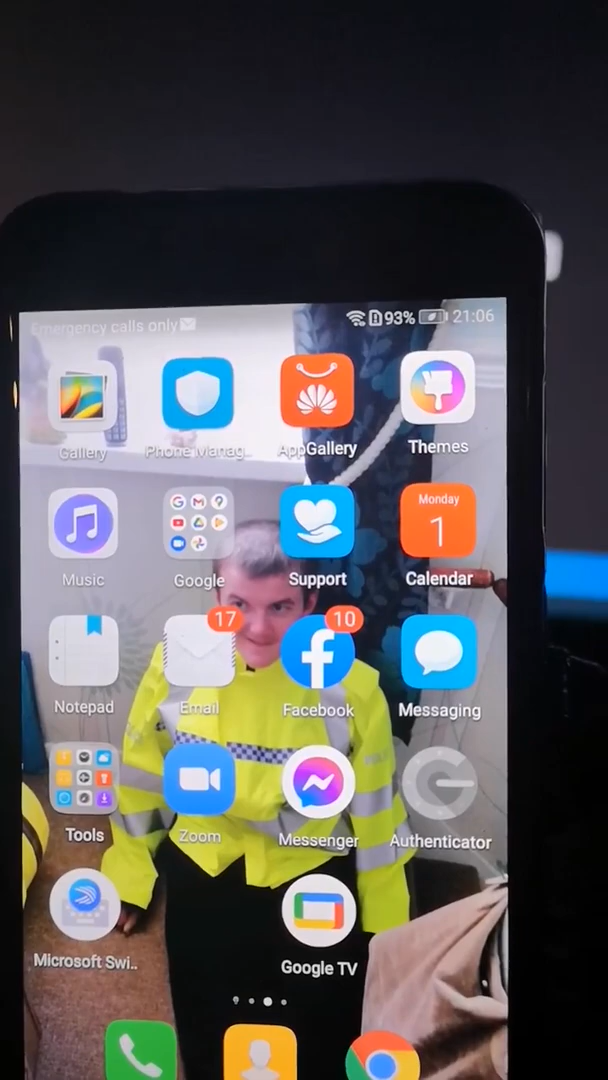 Emergency calls only 93% 21:06
Gallery Phone Manag.. AppGallery Themes
Monday
1
Music Google Support Calendar
17 10
Notepad Email Facebook Messaging
Tools Zoom Messenger Authenticator
Microsoft Swi.. Google TV